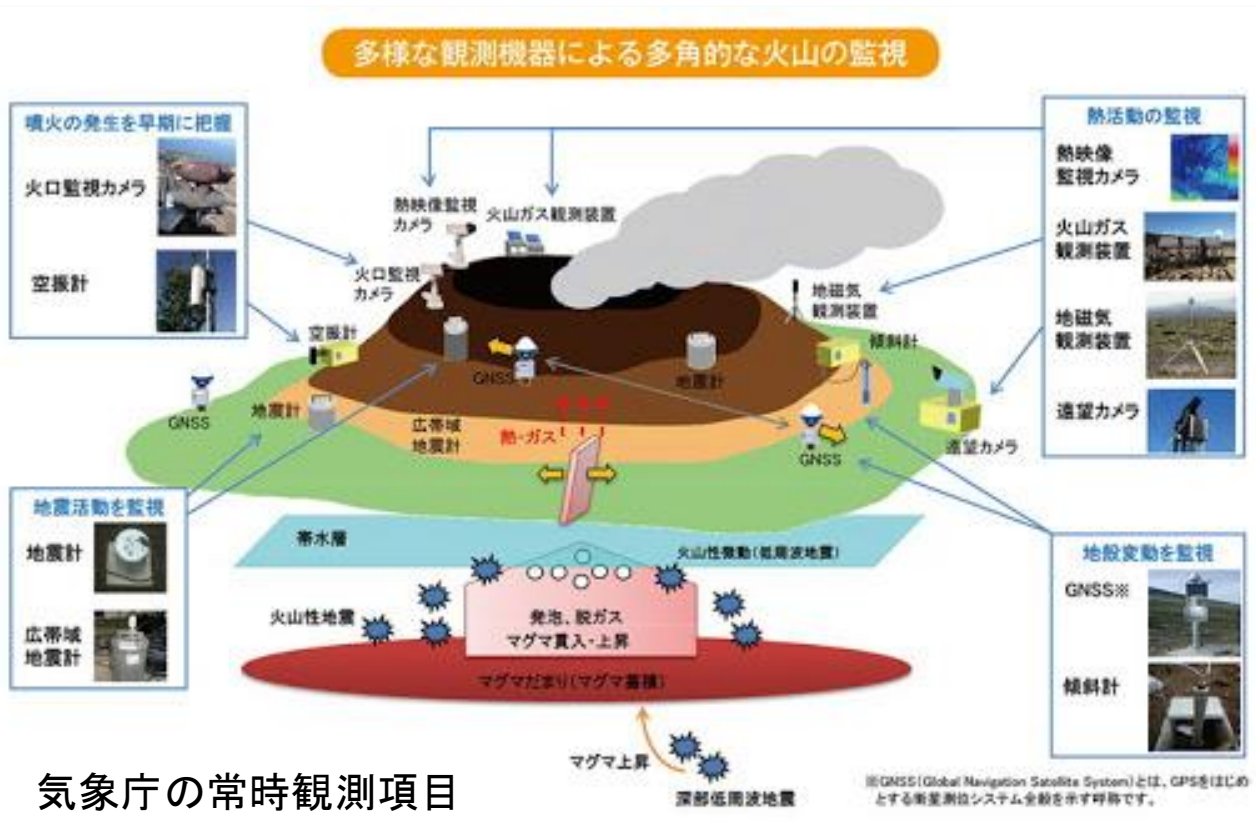 多様な観測機器による多角的な火山の監視
噴火の発生を早期に把握
火口監視カメラ
空振計
熱活動の監視
熱映像
監視カメラ
火山ガス
観測装置
地磁気
観測装置
遠望カメラ
熱映像監視
カメラ
火山ガス観測装置
火口監視
カメラ
地磁気
観測装置
空振計
傾斜計
GNSS
地震計
GNSS
地震計
広帯域
地震計
熱・ガス
GNSS
遠望カメラ
地震活動を監視
地震計
広帯域
地震計
帯水層
火山性微動(低周波地震)
火山性地震
発泡、脱ガス
マグマ貫入・上昇
マグマだまり(マグマ蓄積)
マグマ上昇
深部低周波地震
地殻変動を監視
GNSS※
傾斜計
気象庁の常時観測項目
※GNSS(Global Navigation Satellite System)とは、GPSをはじめ
とする衛星測位システム全般を示す呼称です。